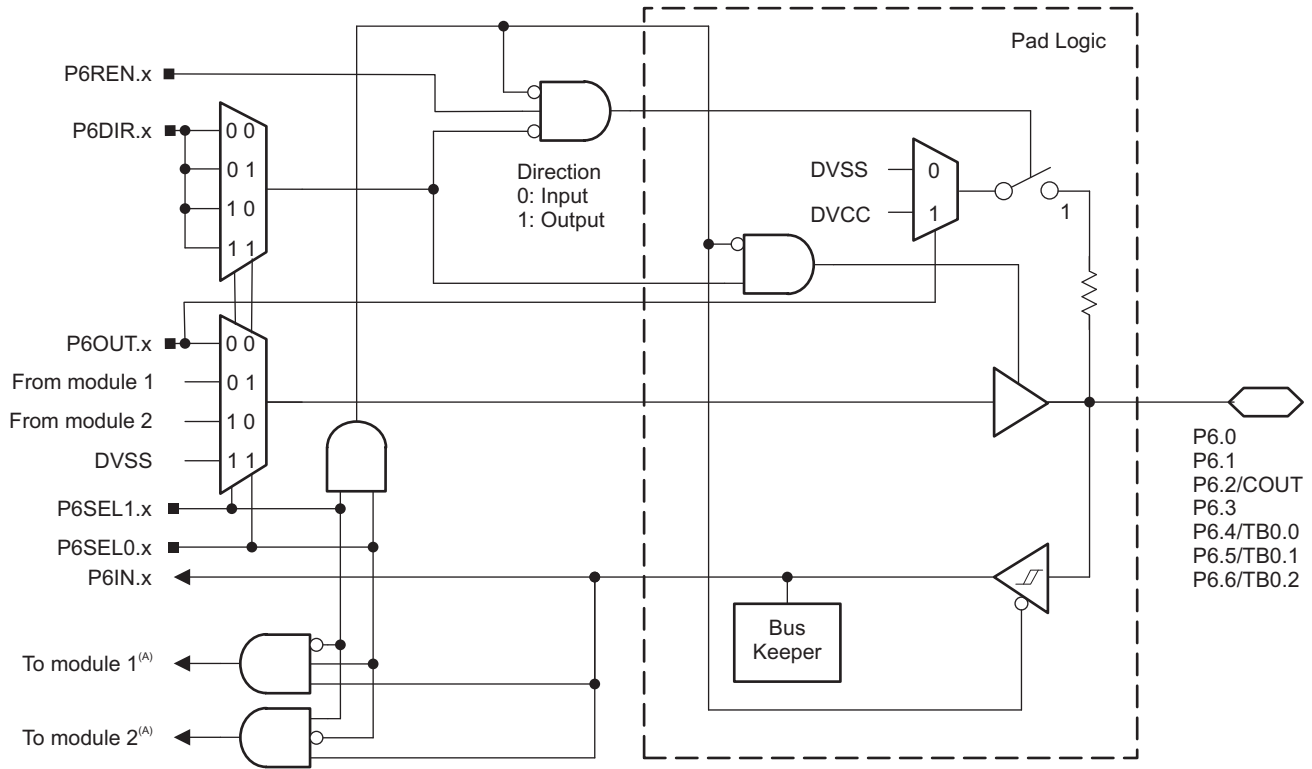 Pad Logic
P6REN.x
P6DIR.x
0 0
0 1
1 0
1 1
Direction
0: Input
1: Output
DVSS
DVCC
0
1
1
P6OUT.x
From module 1
From module 2
DVSS
0 0
0 1
1 0
1 1
P6SEL1.x
P6SEL0.x
P6IN.x
Bus
Keeper
To module 1(A)
To module 2(A)
P6.0
P6.1
P6.2/COUT
P6.3
P6.4/TB0.0
P6.5/TB0.1
P6.6/TB0.2